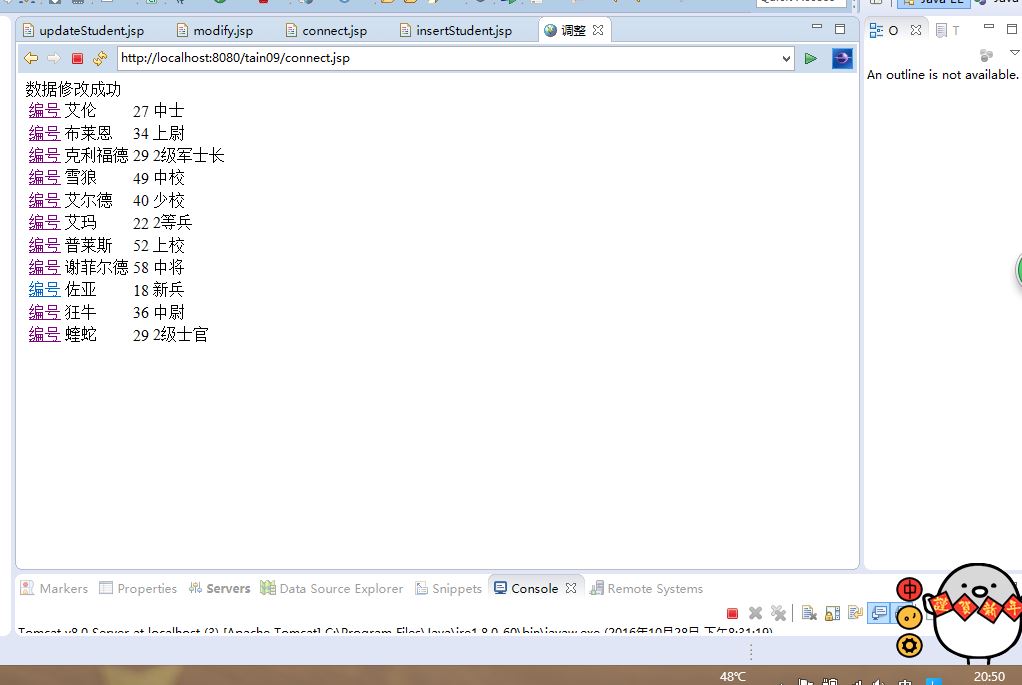 Java EE
updateStudent.jsp modify.jsp connect.jsp insertStudent.jsp 调整 O T
http://localhost:8080/tain09/connect.jsp
An outline is not available.
数据修改成功
编号 艾伦 27 中士
编号 布莱恩 34 上尉
编号 克利福德 29 2级军士长
编号 雪狼 49 中校
编号 艾尔德 40 少校
编号 艾玛 22 2等兵
编号 普莱斯 52 上校
编号 谢菲尔德 58 中将
编号 佐亚 18 新兵
编号 狂牛 36 中尉
编号 蝰蛇 29 2级士官
Markers Properties Servers Data Source Explorer Snippets Console Remote Systems
中
謹賀新年
Tomcat v8.0 Server at localhost (3) [Apache Tomcat] C:\Program Files\Java\jre1.8.0_60\bin\javaw.exe (2016年10月28日 下午8:31:19)
48℃ 中 20:50